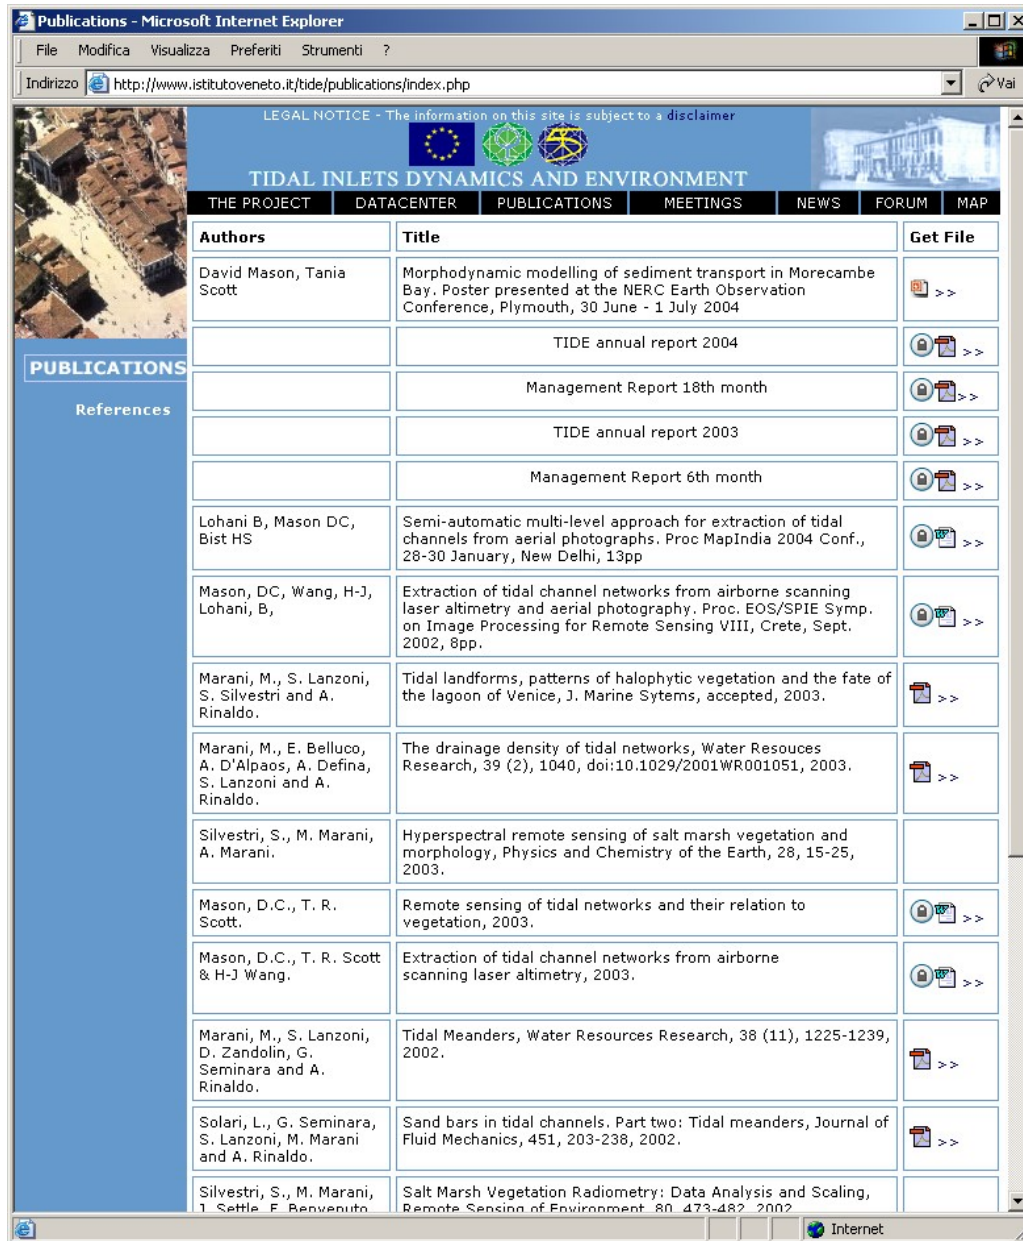 Publications - Microsoft Internet Explorer
File Modifica Visualizza Preferiti Strumenti ?
Indirizzo http://www.istitutoveneto.it/tide/publications/index.php Vai
LEGAL NOTICE - The information on this site is subject to a disclaimer
TIDAL INLETS DYNAMICS AND ENVIRONMENT
THE PROJECT DATACENTER PUBLICATIONS MEETINGS NEWS FORUM MAP
PUBLICATIONS
References
Authors Title Get File
David Mason, Tania
Scott
Morphodynamic modelling of sediment transport in Morecambe
Bay. Poster presented at the NERC Earth Observation
Conference, Plymouth, 30 June - 1 July 2004
>>
TIDE annual report 2004
>>
Management Report 18th month
>>
TIDE annual report 2003
>>
Management Report 6th month
>>
Lohani B, Mason DC,
Bist HS
Semi-automatic multi-level approach for extraction of tidal
channels from aerial photographs. Proc MapIndia 2004 Conf.,
28-30 January, New Delhi, 13pp
>>
Mason, DC, Wang, H-J,
Lohani, B,
Extraction of tidal channel networks from airborne scanning
laser altimetry and aerial photography. Proc. EOS/SPIE Symp.
on Image Processing for Remote Sensing VIII, Crete, Sept.
2002, 8pp.
>>
Marani, M., S. Lanzoni,
S. Silvestri and A.
Rinaldo.
Tidal landforms, patterns of halophytic vegetation and the fate of
the lagoon of Venice, J. Marine Sytems, accepted, 2003.
>>
Marani, M., E. Belluco,
A. D'Alpaos, A. Defina,
S. Lanzoni and A.
Rinaldo.
The drainage density of tidal networks, Water Resouces
Research, 39 (2), 1040, doi:10.1029/2001WR001051, 2003.
>>
Silvestri, S., M. Marani,
A. Marani.
Hyperspectral remote sensing of salt marsh vegetation and
morphology, Physics and Chemistry of the Earth, 28, 15-25,
2003.
Mason, D.C., T. R.
Scott.
Remote sensing of tidal networks and their relation to
vegetation, 2003.
>>
Mason, D.C., T. R. Scott
& H-J Wang.
Extraction of tidal channel networks from airborne
scanning laser altimetry, 2003.
>>
Marani, M., S. Lanzoni,
D. Zandolin, G.
Seminara and A.
Rinaldo.
Tidal Meanders, Water Resources Research, 38 (11), 1225-1239,
2002.
>>
Solari, L., G. Seminara,
S. Lanzoni, M. Marani
and A. Rinaldo.
Sand bars in tidal channels. Part two: Tidal meanders, Journal of
Fluid Mechanics, 451, 203-238, 2002.
>>
Silvestri, S., M. Marani,
J. Settle, F. Benvenuto
Salt Marsh Vegetation Radiometry: Data Analysis and Scaling,
Remote Sensing of Environment, 80, 473-482, 2002
Internet